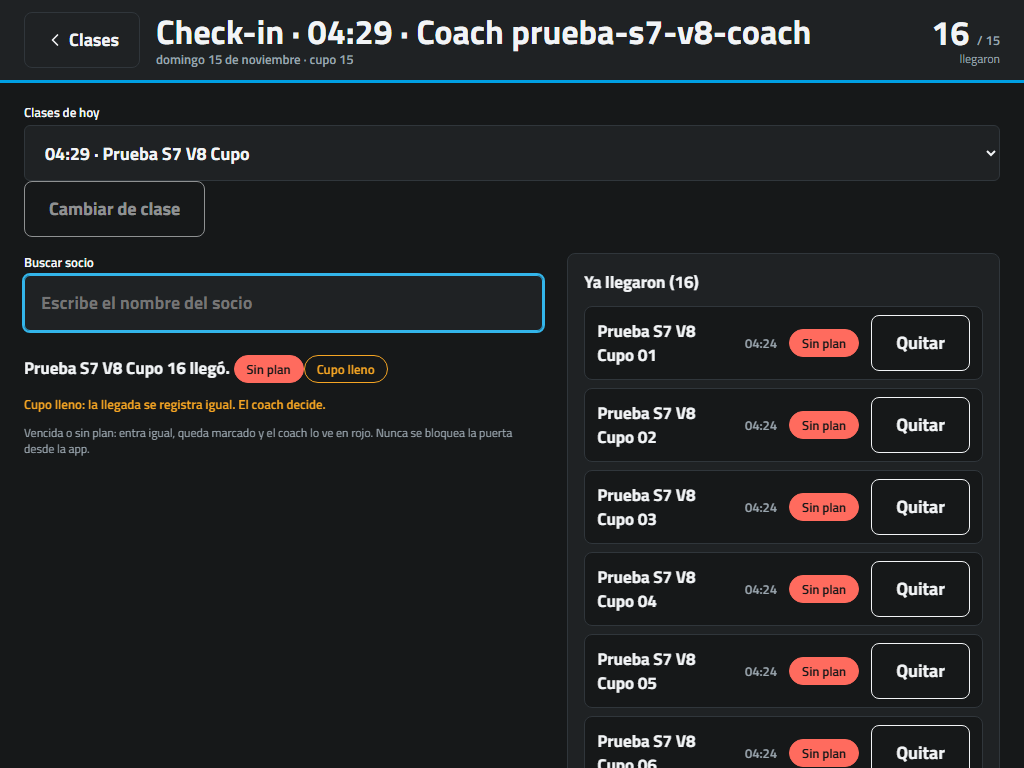 Clases
Check-in · 04:29 · Coach prueba-s7-v8-coach
domingo 15 de noviembre · cupo 15
16 / 15
llegaron
Clases de hoy
04:29 · Prueba S7 V8 Cupo
Cambiar de clase
Buscar socio
Escribe el nombre del socio
Prueba S7 V8 Cupo 16 llegó. Sin plan Cupo lleno
Cupo lleno: la llegada se registra igual. El coach decide.
Vencida o sin plan: entra igual, queda marcado y el coach lo ve en rojo. Nunca se bloquea la puerta
desde la app.
Ya llegaron (16)
Prueba S7 V8
Cupo 01
04:24 Sin plan Quitar
Prueba S7 V8
Cupo 02
04:24 Sin plan Quitar
Prueba S7 V8
Cupo 03
04:24 Sin plan Quitar
Prueba S7 V8
Cupo 04
04:24 Sin plan Quitar
Prueba S7 V8
Cupo 05
04:24 Sin plan Quitar
Prueba S7 V8
Cupo 06
04:24 Sin plan Quitar